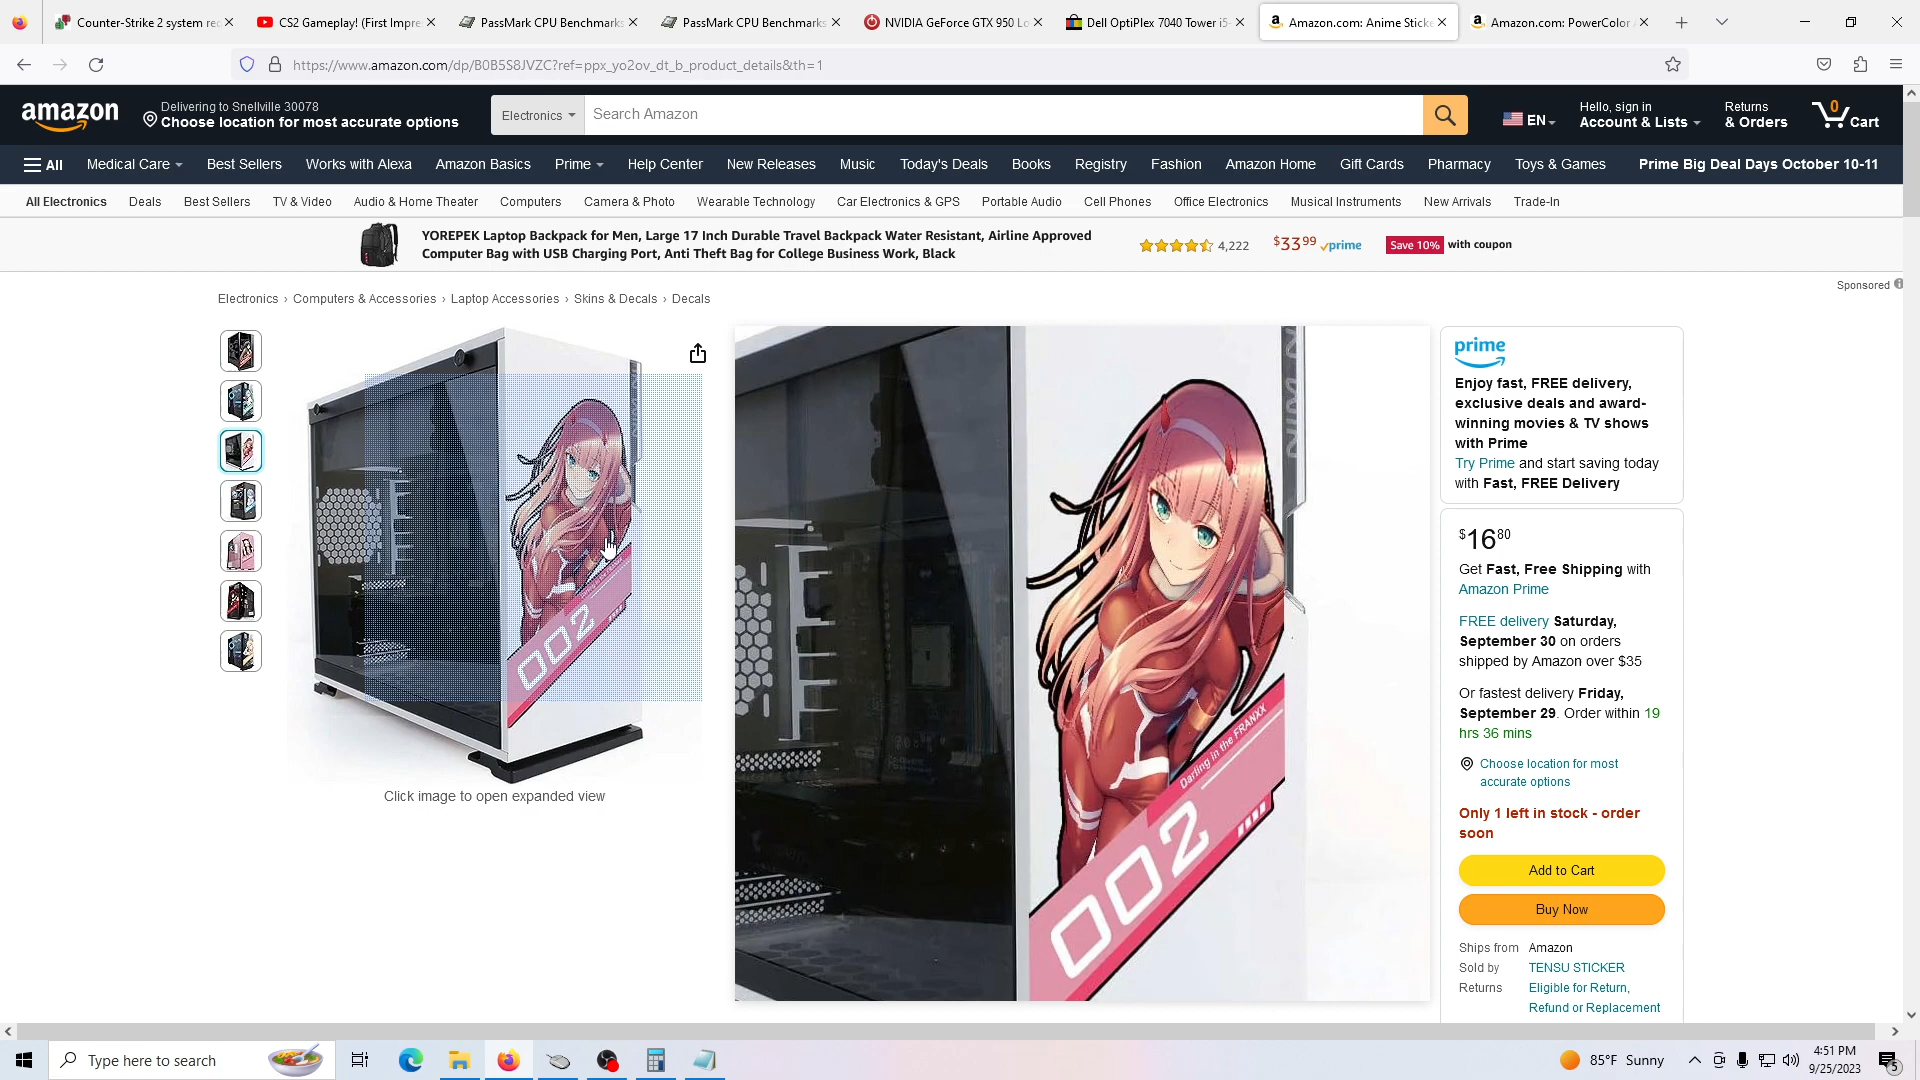 Counter-Strike 2 system req
CS2 Gameplay! (First Impre
PassMark CPU Benchmarks
PassMark CPU Benchmarks
NVIDIA GeForce GTX 950 Lo
Dell OptiPlex 7040 Tower i5-
Amazon.com: Anime Sticke
Amazon.com: PowerColor
https://www.amazon.com/dp/B0B5S8JVZC?ref=ppx_yo2ov_dt_b_product_details&th=1
amazon
Delivering to Snellville 30078
Choose location for most accurate options
Electronics
Search Amazon
EN
Hello, sign in
Account & Lists
Returns
& Orders
0
Cart
All
Medical Care
Best Sellers
Works with Alexa
Amazon Basics
Prime
Help Center
New Releases
Music
Today's Deals
Books
Registry
Fashion
Amazon Home
Gift Cards
Pharmacy
Toys & Games
Prime Big Deal Days October 10-11
All Electronics
Deals
Best Sellers
TV & Video
Audio & Home Theater
Computers
Camera & Photo
Wearable Technology
Car Electronics & GPS
Portable Audio
Cell Phones
Office Electronics
Musical Instruments
New Arrivals
Trade-In
YOREPEK Laptop Backpack for Men, Large 17 Inch Durable Travel Backpack Water Resistant, Airline Approved
Computer Bag with USB Charging Port, Anti Theft Bag for College Business Work, Black
4,222
$33 99 prime
Save 10% with coupon
Sponsored
Electronics › Computers & Accessories › Laptop Accessories › Skins & Decals › Decals
002
Click image to open expanded view
Darling in the FRANXX
002
prime
Enjoy fast, FREE delivery,
exclusive deals and award-
winning movies & TV shows
with Prime
Try Prime and start saving today
with Fast, FREE Delivery
$16 80
Get Fast, Free Shipping with
Amazon Prime
FREE delivery Saturday,
September 30 on orders
shipped by Amazon over $35
Or fastest delivery Friday,
September 29. Order within 19
hrs 36 mins
Choose location for most
accurate options
Only 1 left in stock - order
soon
Add to Cart
Buy Now
Ships from Amazon
Sold by TENSU STICKER
Returns Eligible for Return,
Refund or Replacement
Type here to search
85°F Sunny
4:51 PM
9/25/2023
5